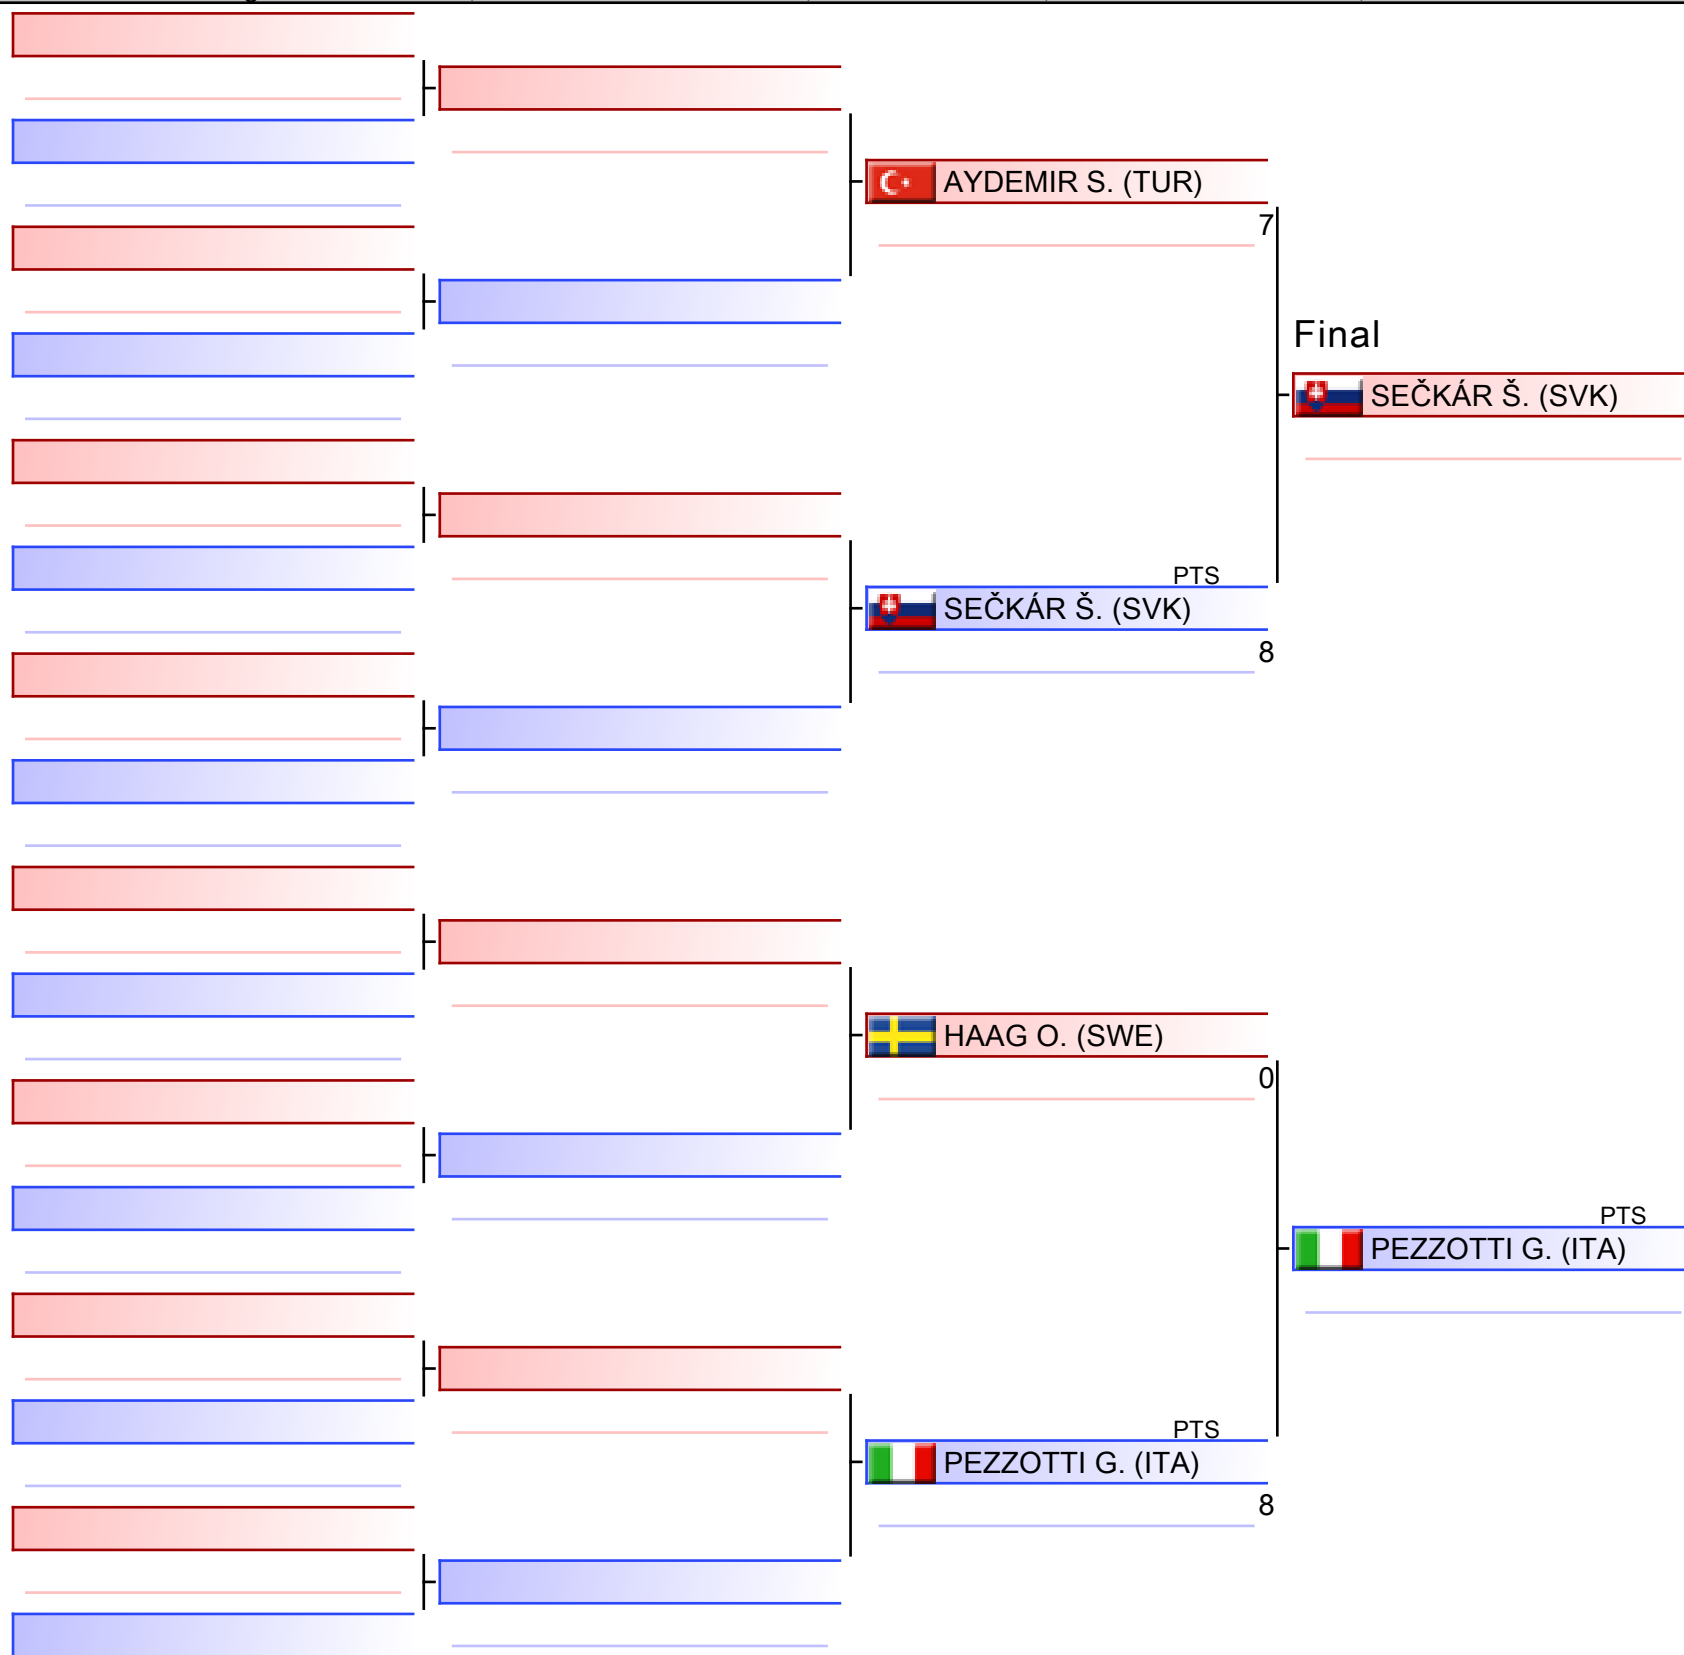 AYDEMIR S. (TUR)
7
Final
SEČKÁR Š. (SVK)
PTS
SEČKÁR Š. (SVK)
8
HAAG O. (SWE)
0
PTS
PEZZOTTI G. (ITA)
PTS
PEZZOTTI G. (ITA)
8